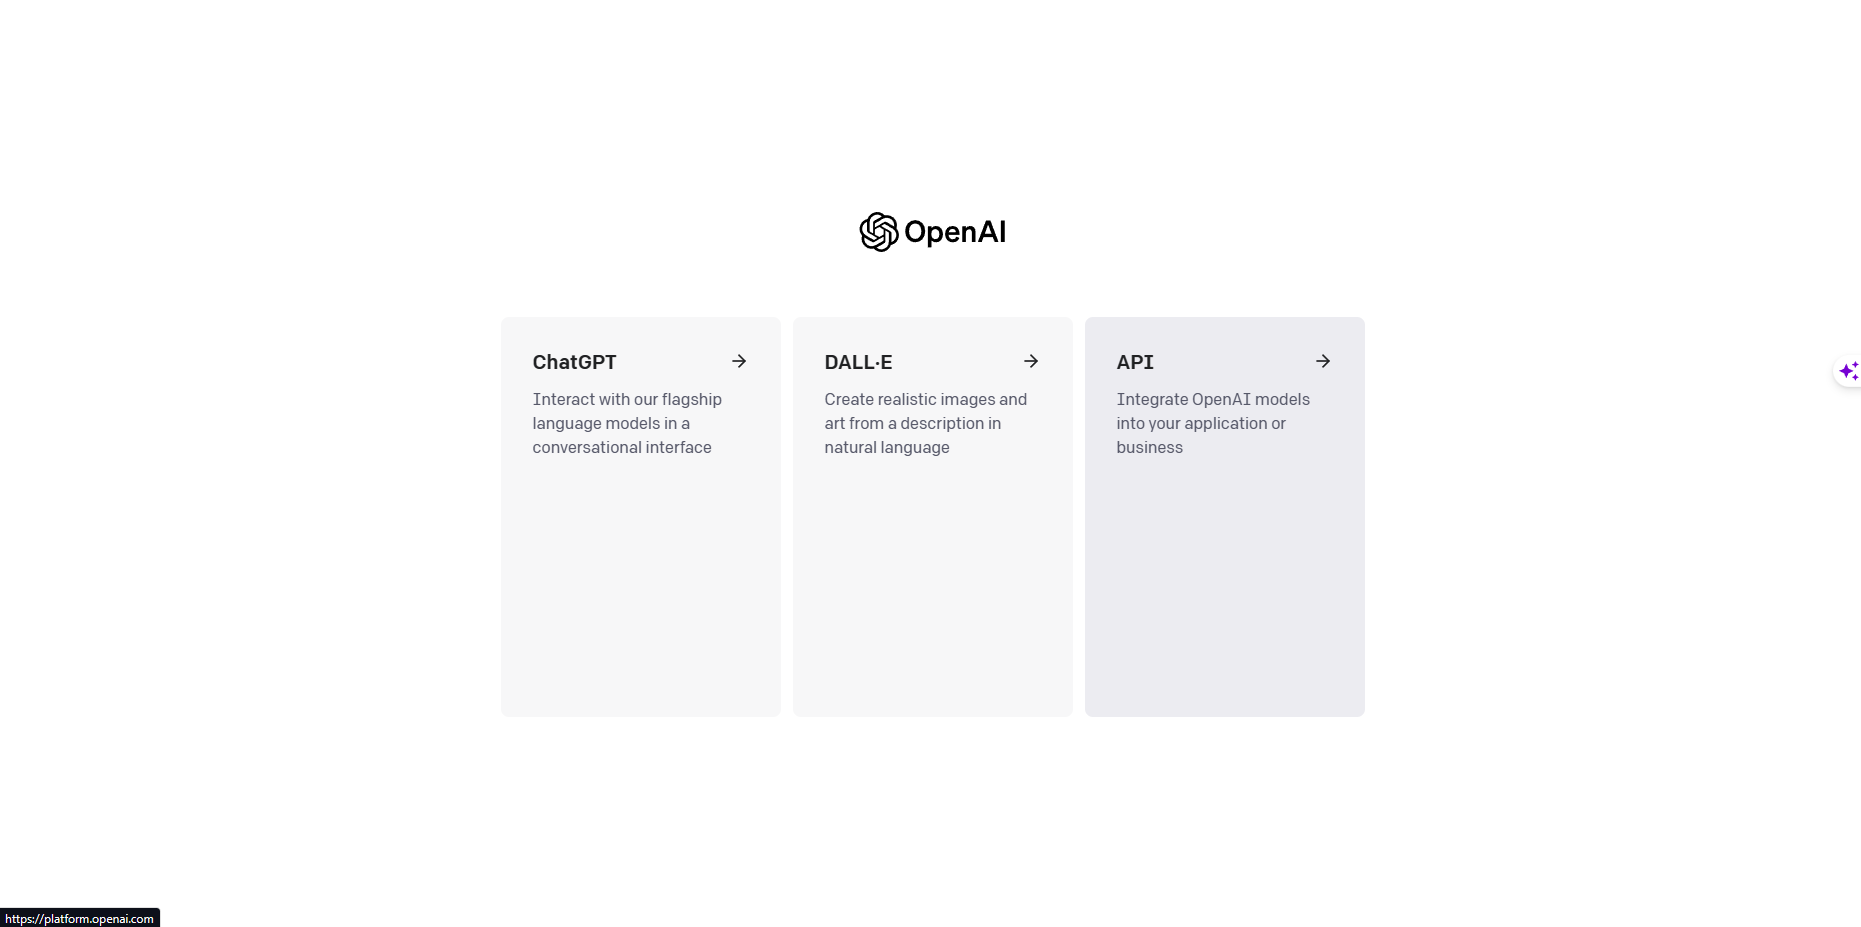 OpenAI
ChatGPT
Interact with our flagship
language models in a
conversational interface
DALL·E
Create realistic images and
art from a description in
natural language
API
Integrate OpenAI models
into your application or
business
https://platform.openai.com